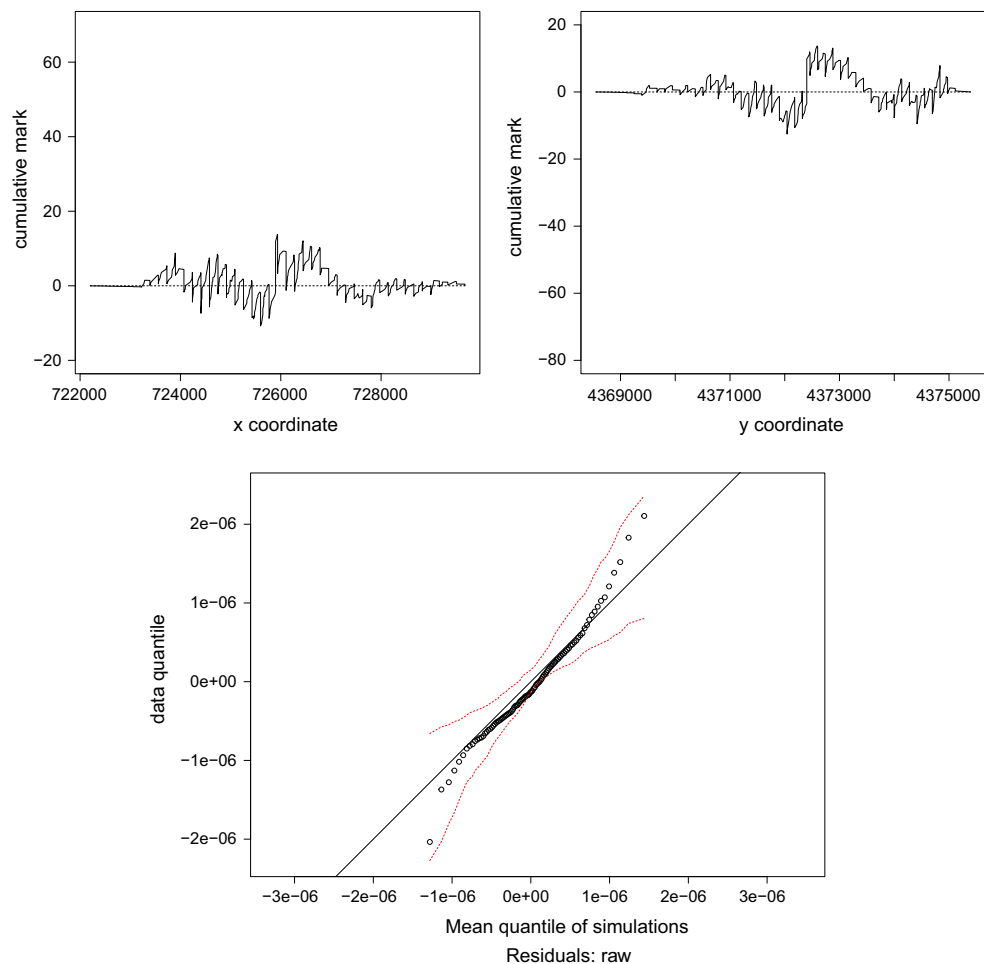 cumulative mark
60
40
20
0
−20
722000
724000
726000
728000
x coordinate
cumulative mark
20
0
−20
−40
−60
−80
4369000
4371000
4373000
4375000
y coordinate
data quantile
2e−06
1e−06
0e+00
−1e−06
−2e−06
−3e−06
−2e−06
−1e−06
0e+00
1e−06
2e−06
3e−06
Mean quantile of simulations
Residuals: raw